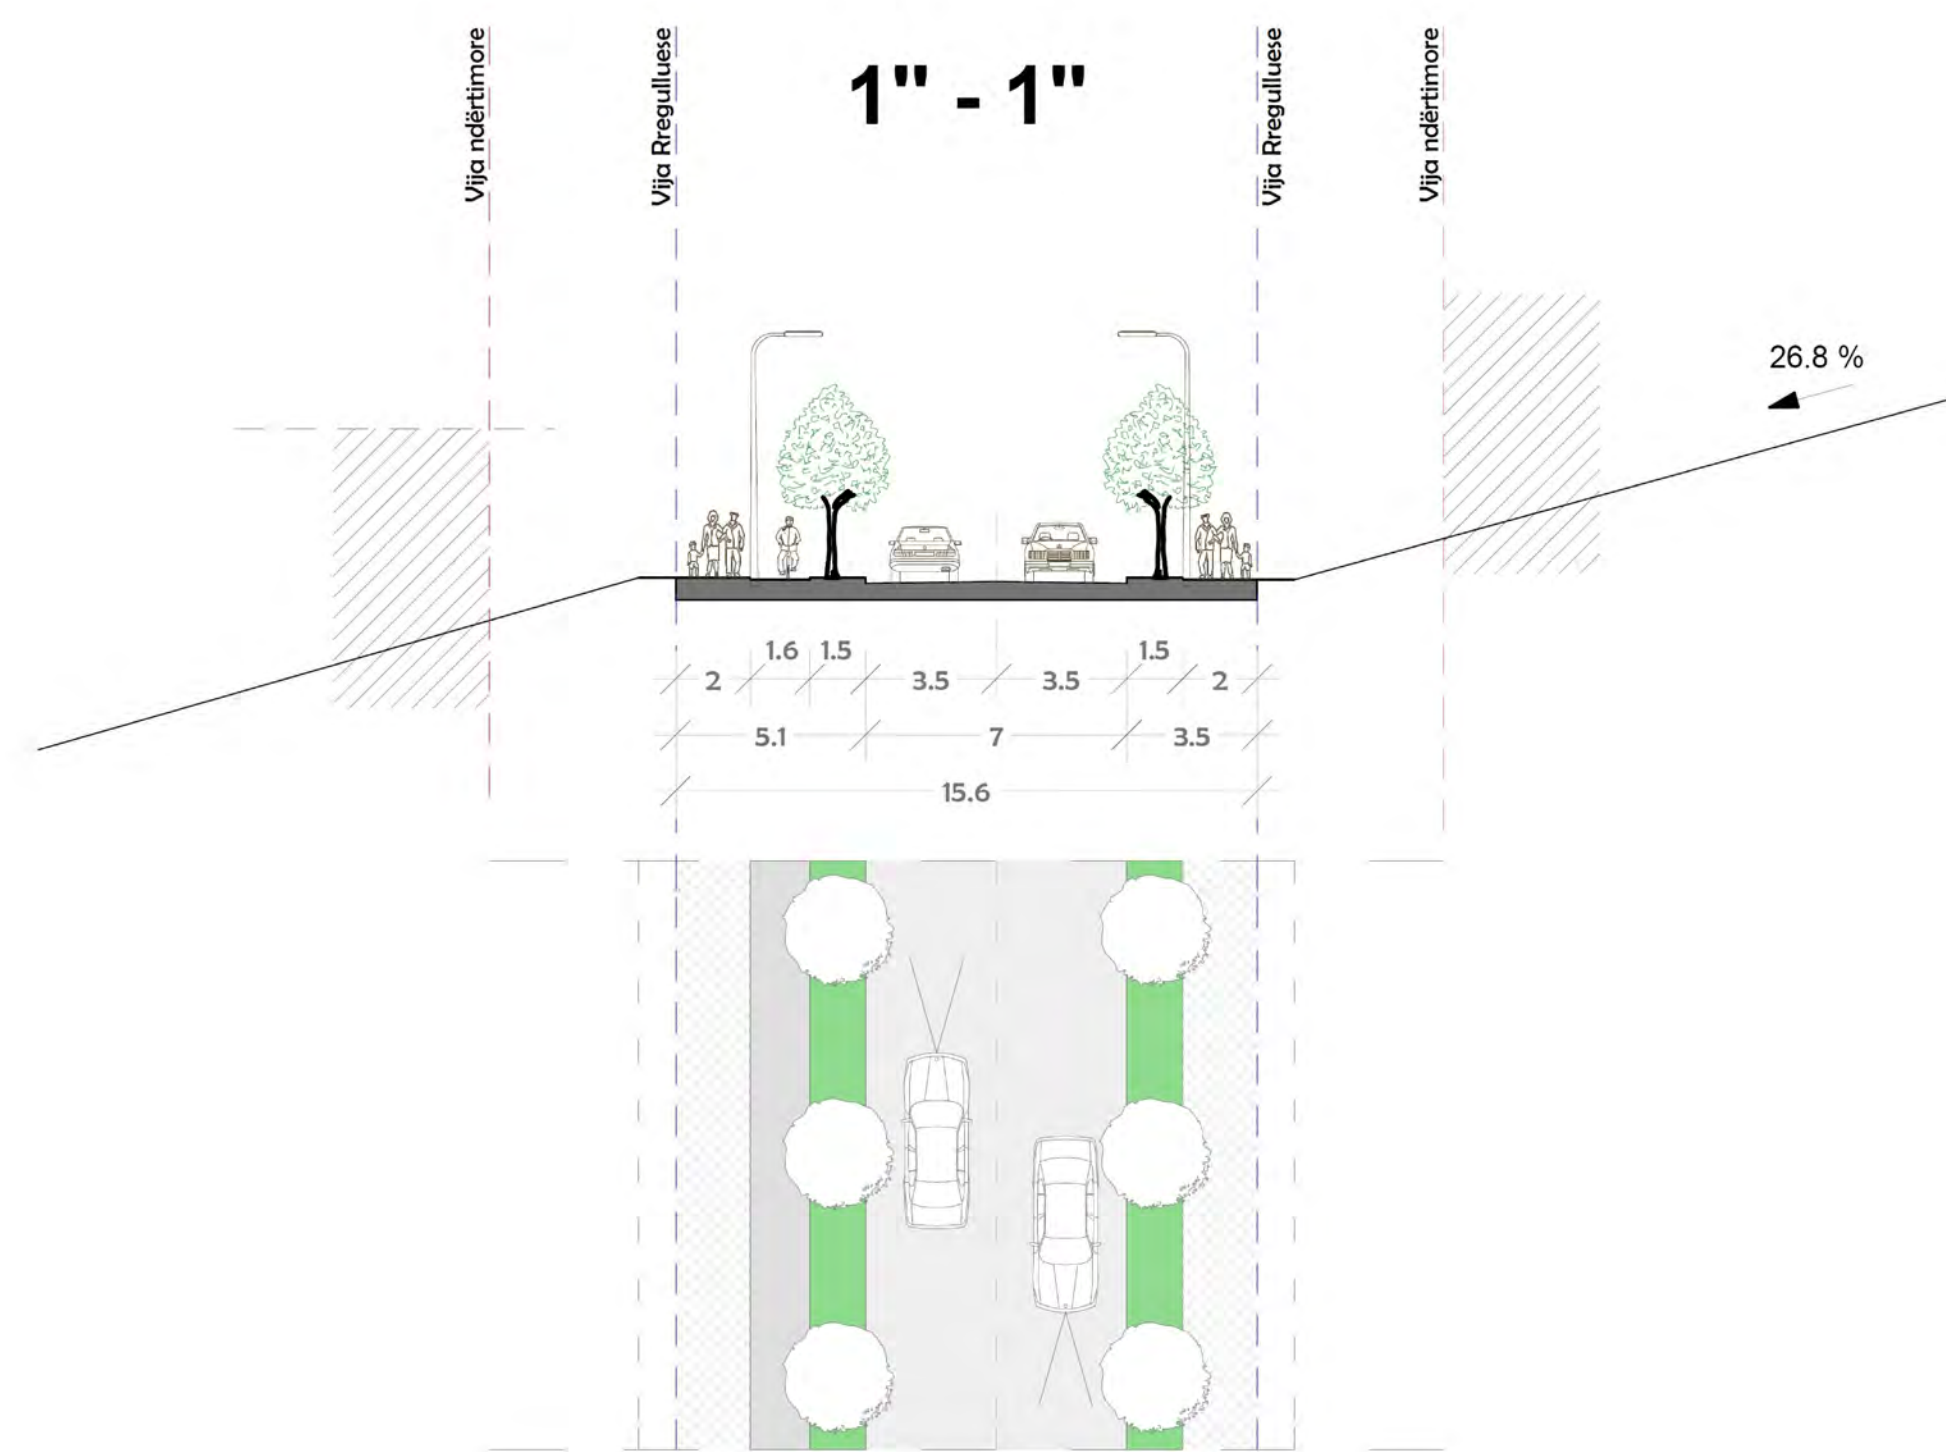 Vija ndërtimore
Vija Rregulluese
1" - 1"
Vija Rregulluese
Vija ndërtimore
26.8 %
1.6 1.5 1.5
2 3.5 3.5 2
5.1 7 3.5
15.6